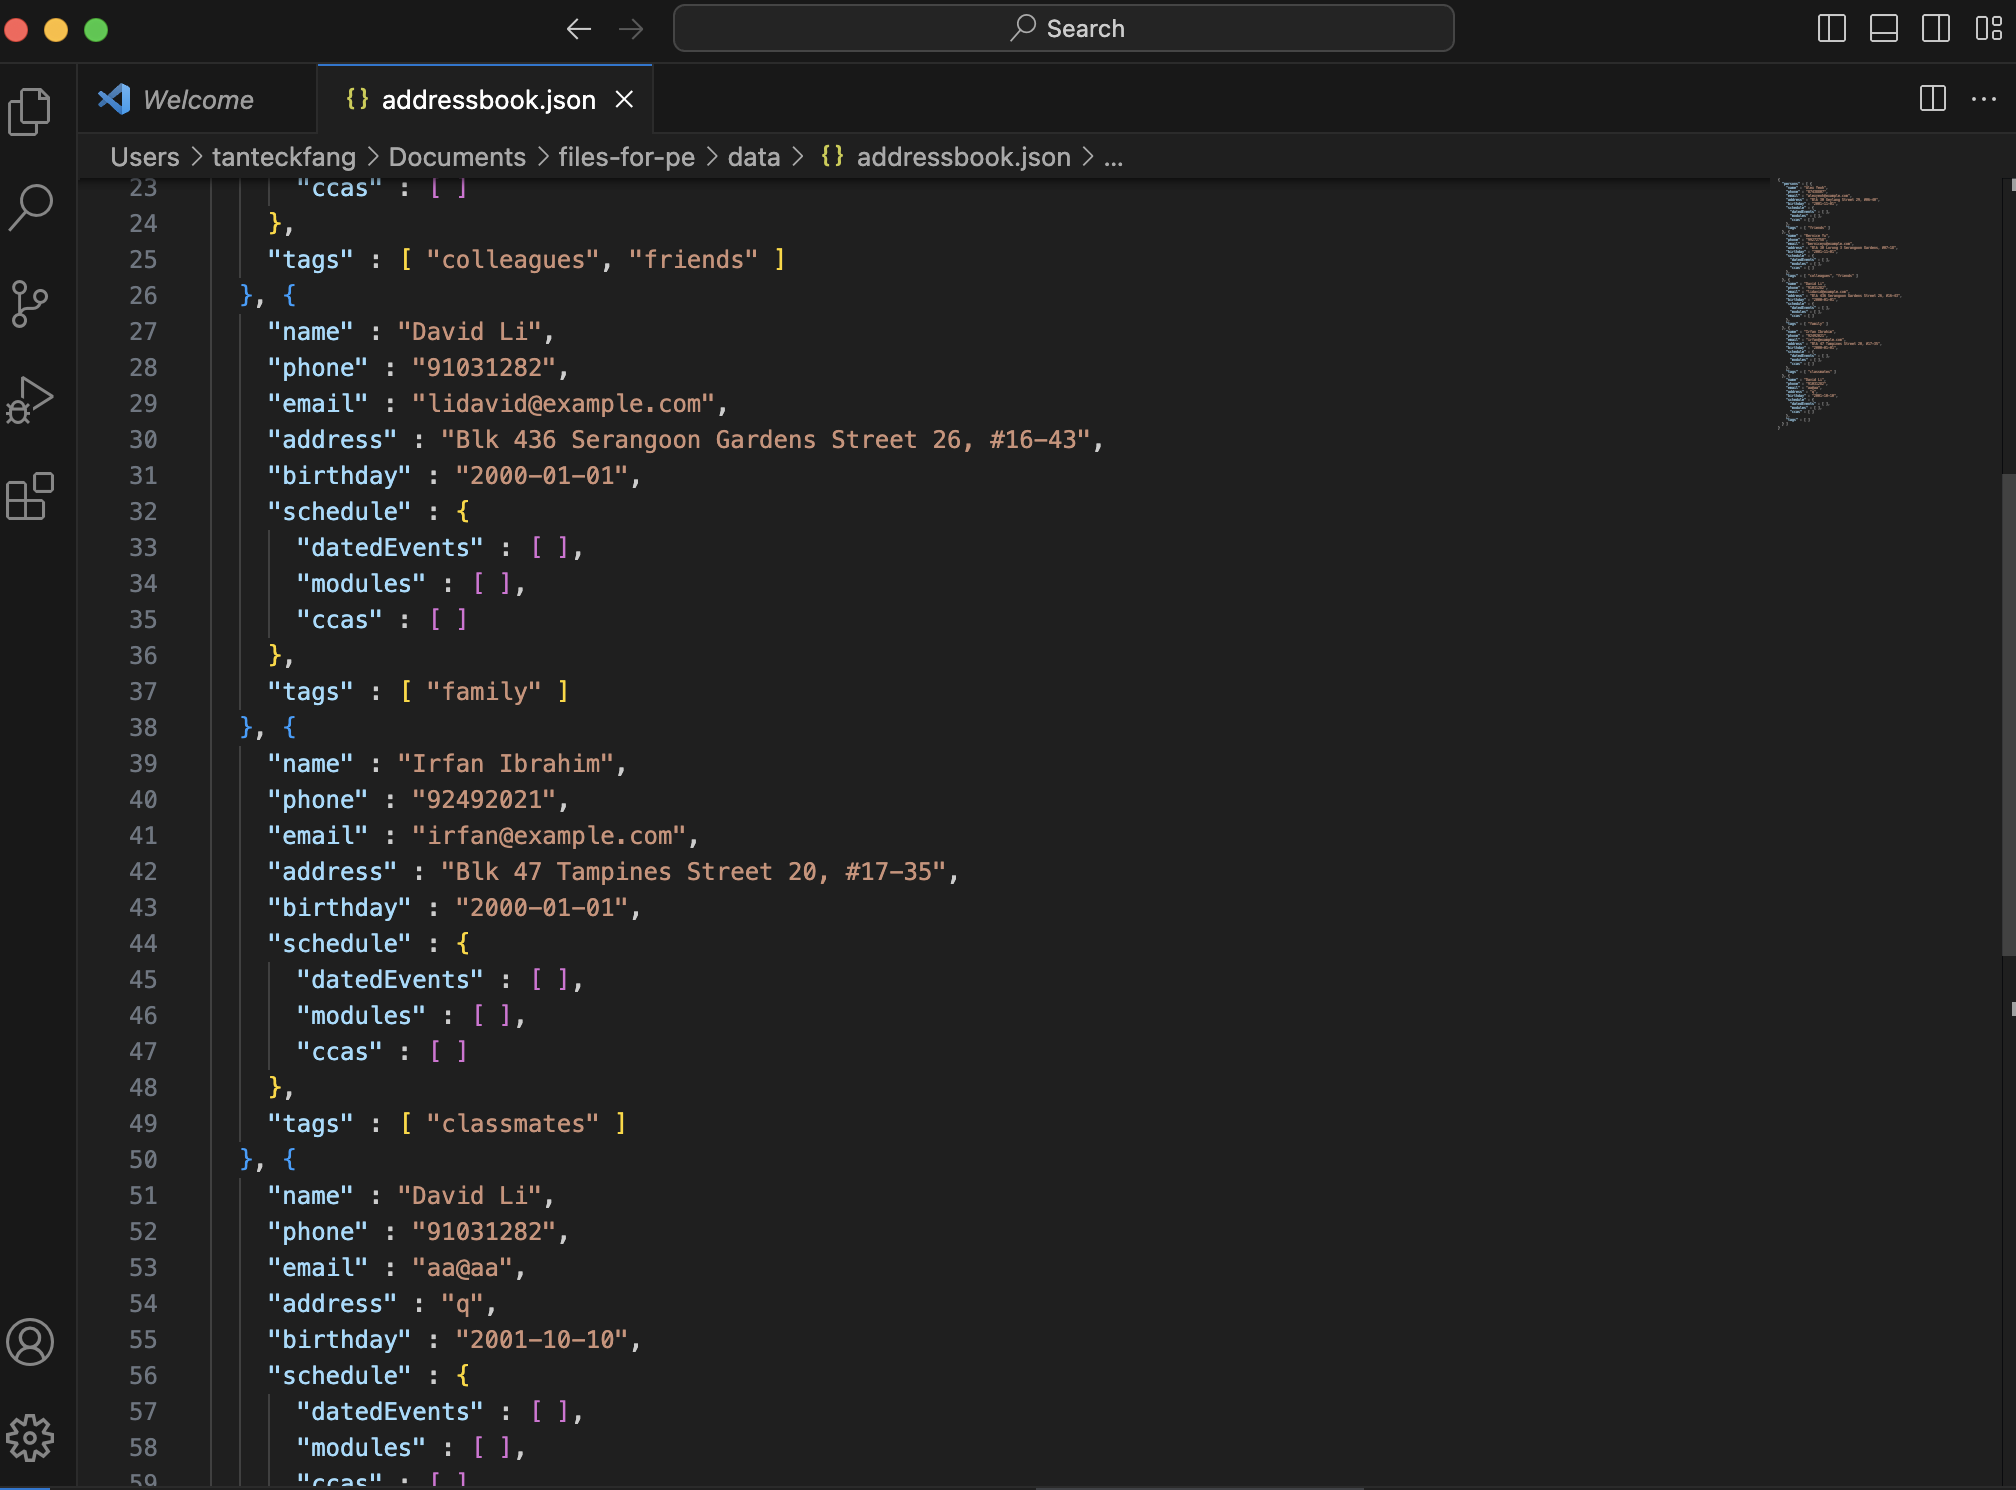 Search
Welcome
{} addressbook.json
Users > tanteckfang > Documents > files-for-pe > data > {} addressbook.json > ...
23 "ccas" : [ ]
24 },
25 "tags" : [ "colleagues", "friends" ]
26 }, {
27 "name" : "David Li",
28 "phone" : "91031282",
29 "email" : "lidavid@example.com",
30 "address" : "Blk 436 Serangoon Gardens Street 26, #16-43",
31 "birthday" : "2000-01-01",
32 "schedule" : {
33 "datedEvents" : [ ],
34 "modules" : [ ],
35 "ccas" : [ ]
36 },
37 "tags" : [ "family" ]
38 }, {
39 "name" : "Irfan Ibrahim",
40 "phone" : "92492021",
41 "email" : "irfan@example.com",
42 "address" : "Blk 47 Tampines Street 20, #17-35",
43 "birthday" : "2000-01-01",
44 "schedule" : {
45 "datedEvents" : [ ],
46 "modules" : [ ],
47 "ccas" : [ ]
48 },
49 "tags" : [ "classmates" ]
50 }, {
51 "name" : "David Li",
52 "phone" : "91031282",
53 "email" : "aa@aa",
54 "address" : "q",
55 "birthday" : "2001-10-10",
56 "schedule" : {
57 "datedEvents" : [ ],
58 "modules" : [ ],
59 "ccas" : [ ]